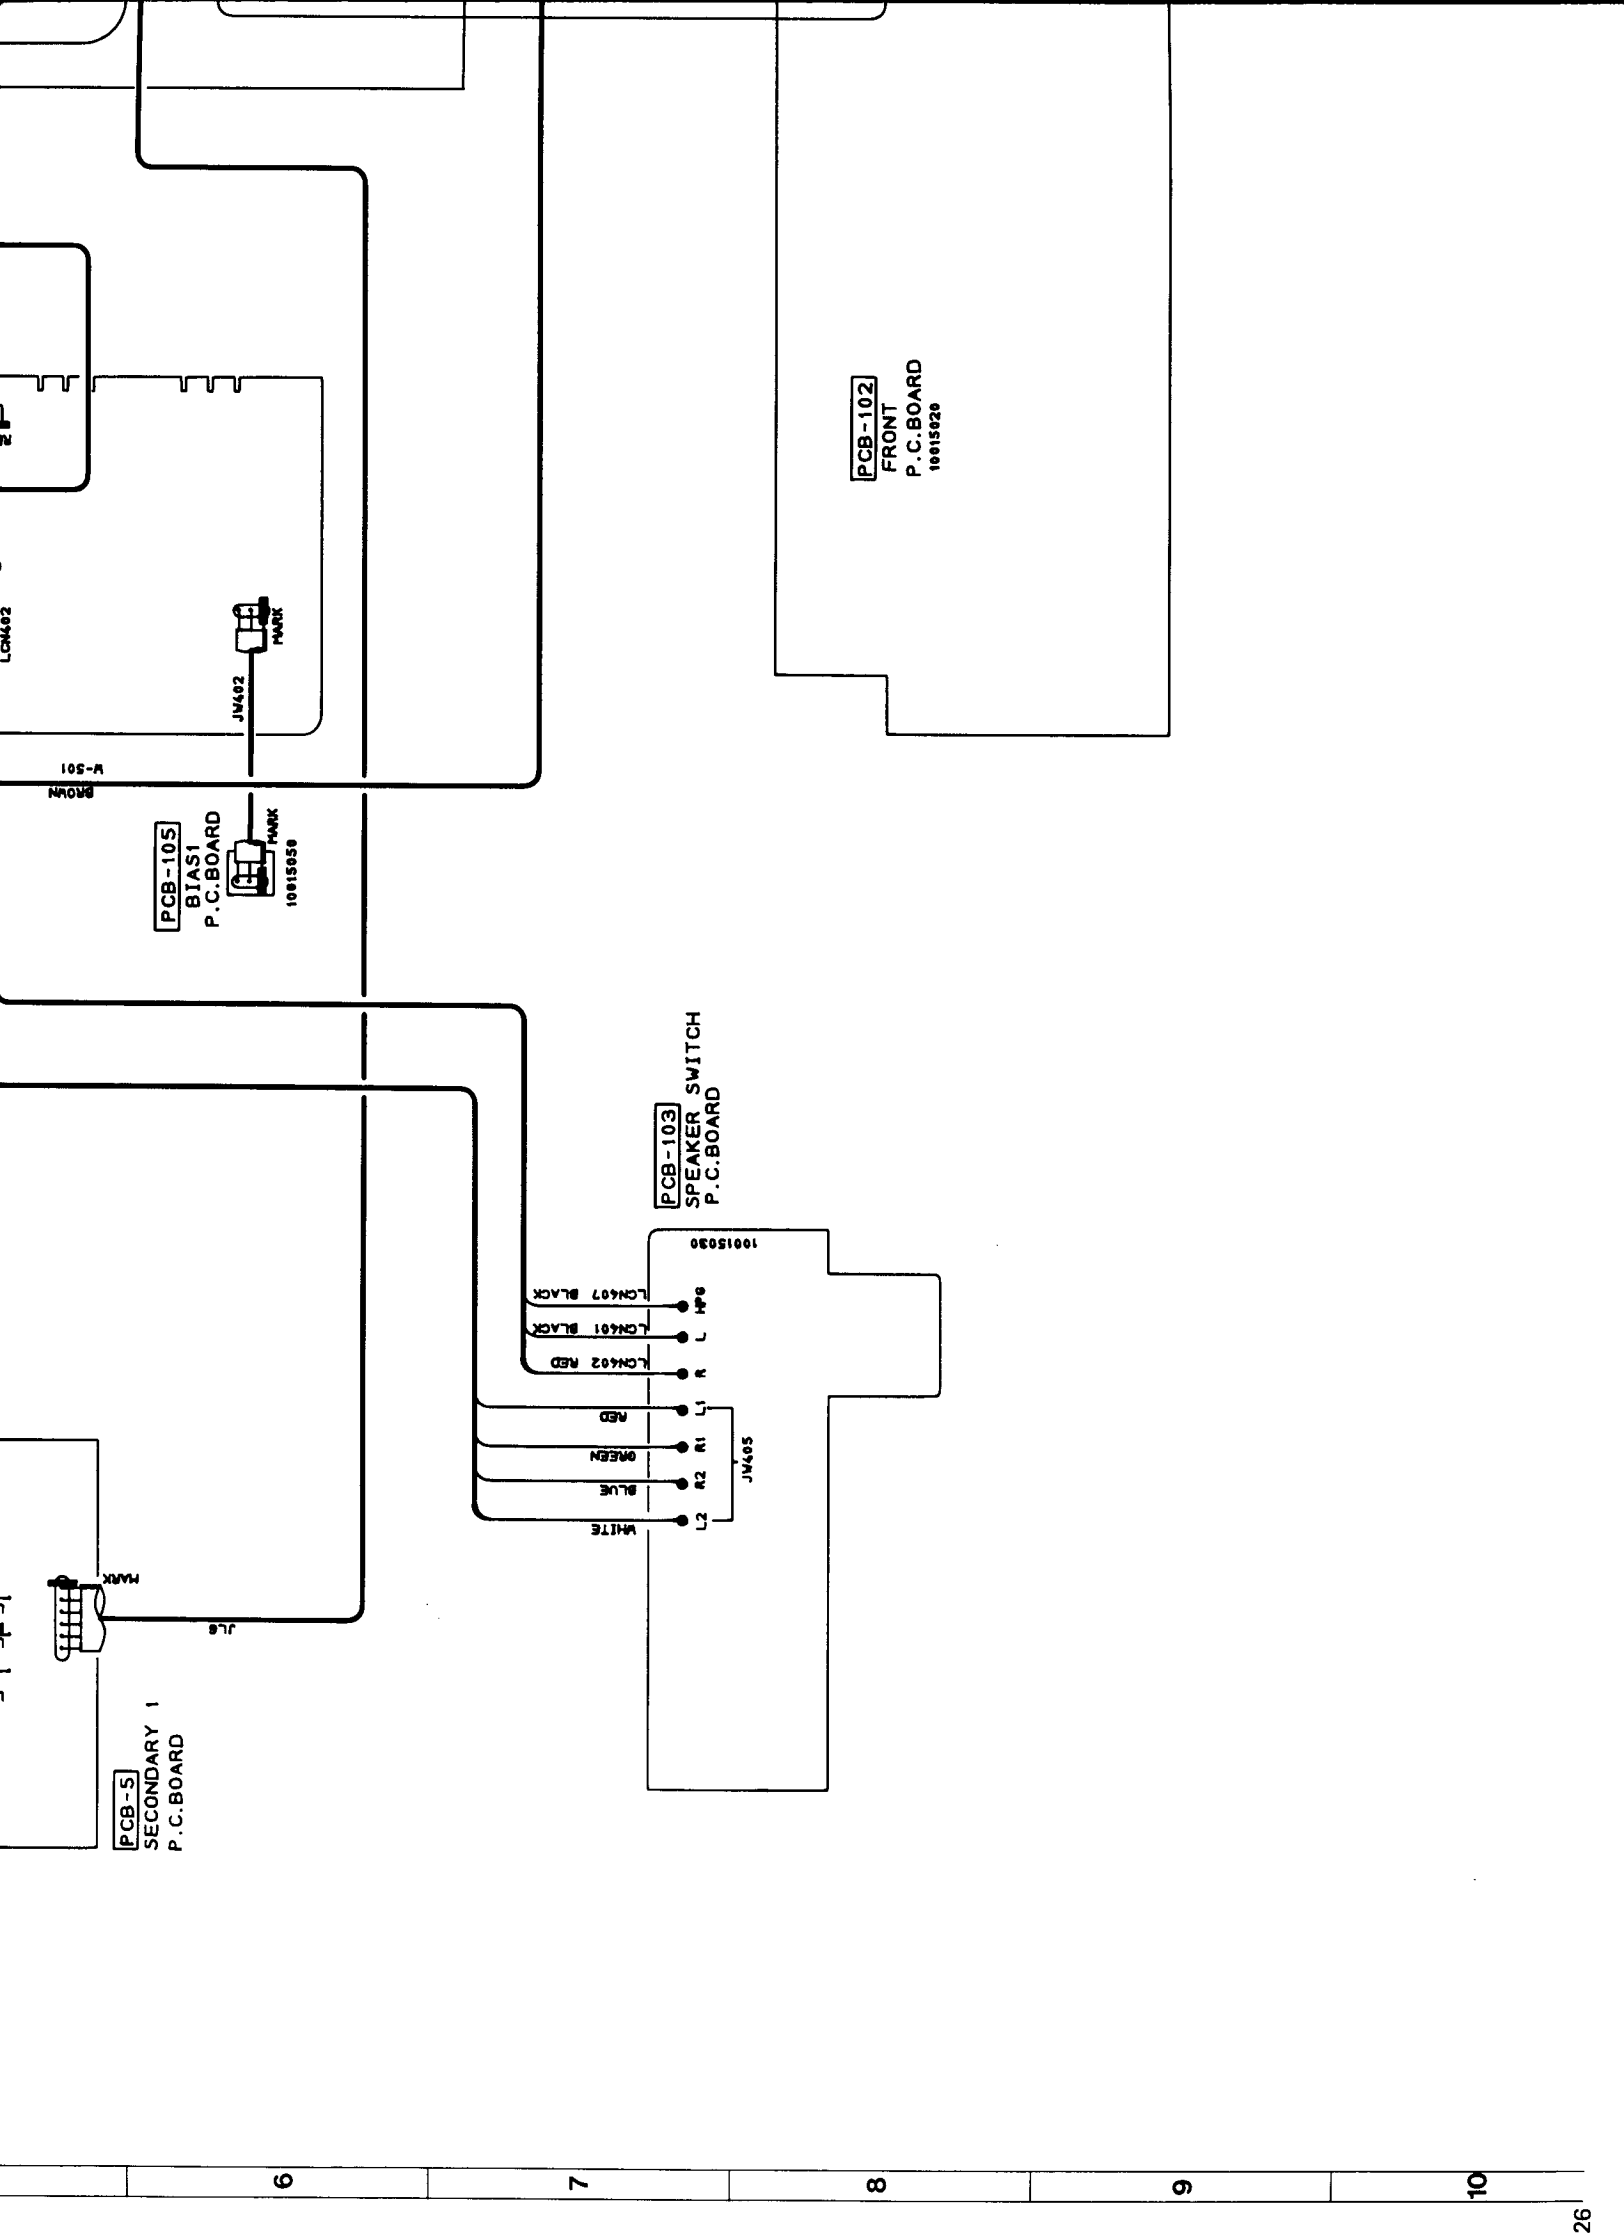 LCN402
MARK
JW402
W-501
BROWN
PCB-105
BIAS1
P.C.BOARD
MARK
10015050
PCB-102
FRONT
P.C.BOARD
10015020
PCB-103
SPEAKER SWITCH
P.C.BOARD
10015030
LCN407 BLACK
HPG
LCN401 BLACK
L
LCN402 RED
R
RED
L1
GREEN
R1
BLUE
R2
WHITE
L2
JW405
MARK
JL6
PCB-5
SECONDARY 1
P.C.BOARD
6
7
8
9
10
26